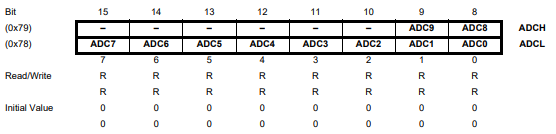 Bit 15 14 13 12 11 10 9 8
(0x79) – – – – – – ADC9 ADC8 ADCH
(0x78) ADC7 ADC6 ADC5 ADC4 ADC3 ADC2 ADC1 ADC0 ADCL
7 6 5 4 3 2 1 0
Read/Write R R R R R R R R
R R R R R R R R
Initial Value 0 0 0 0 0 0 0 0
0 0 0 0 0 0 0 0